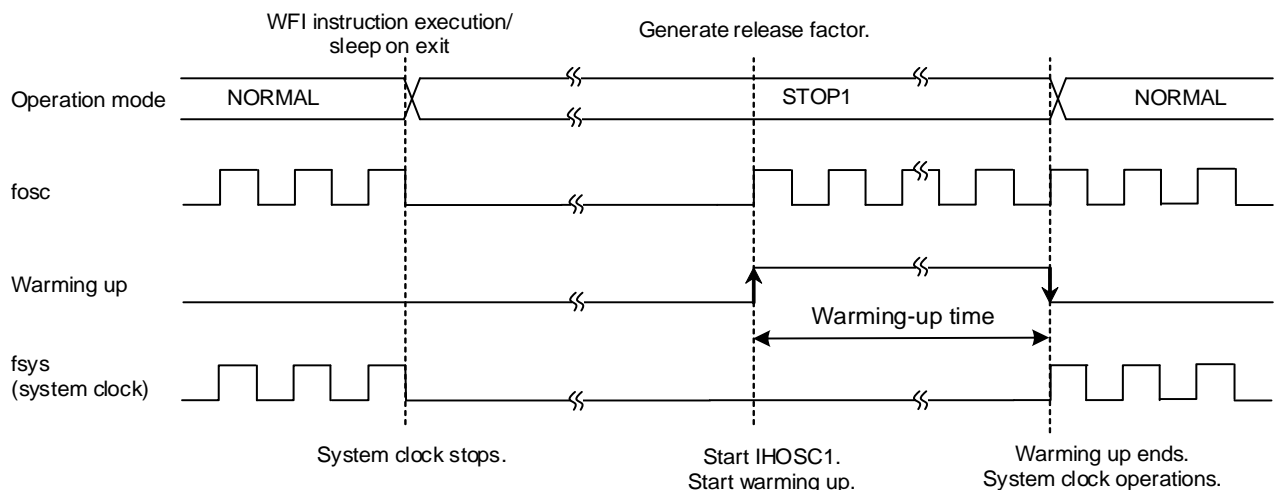 WFI instruction execution/
sleep on exit
Generate release factor.
Operation mode
NORMAL
STOP1
NORMAL
fosc
Warming up
Warming-up time
fsys
(system clock)
System clock stops.
Start IHOSC1.
Start warming up.
Warming up ends.
System clock operations.